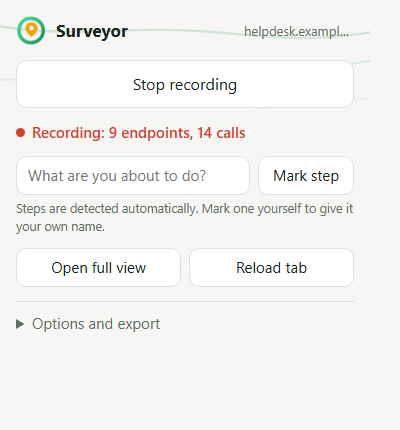 Surveyor
helpdesk.exampl...
Stop recording
Recording: 9 endpoints, 14 calls
What are you about to do?
Mark step
Steps are detected automatically. Mark one yourself to give it
your own name.
Open full view
Reload tab
Options and export